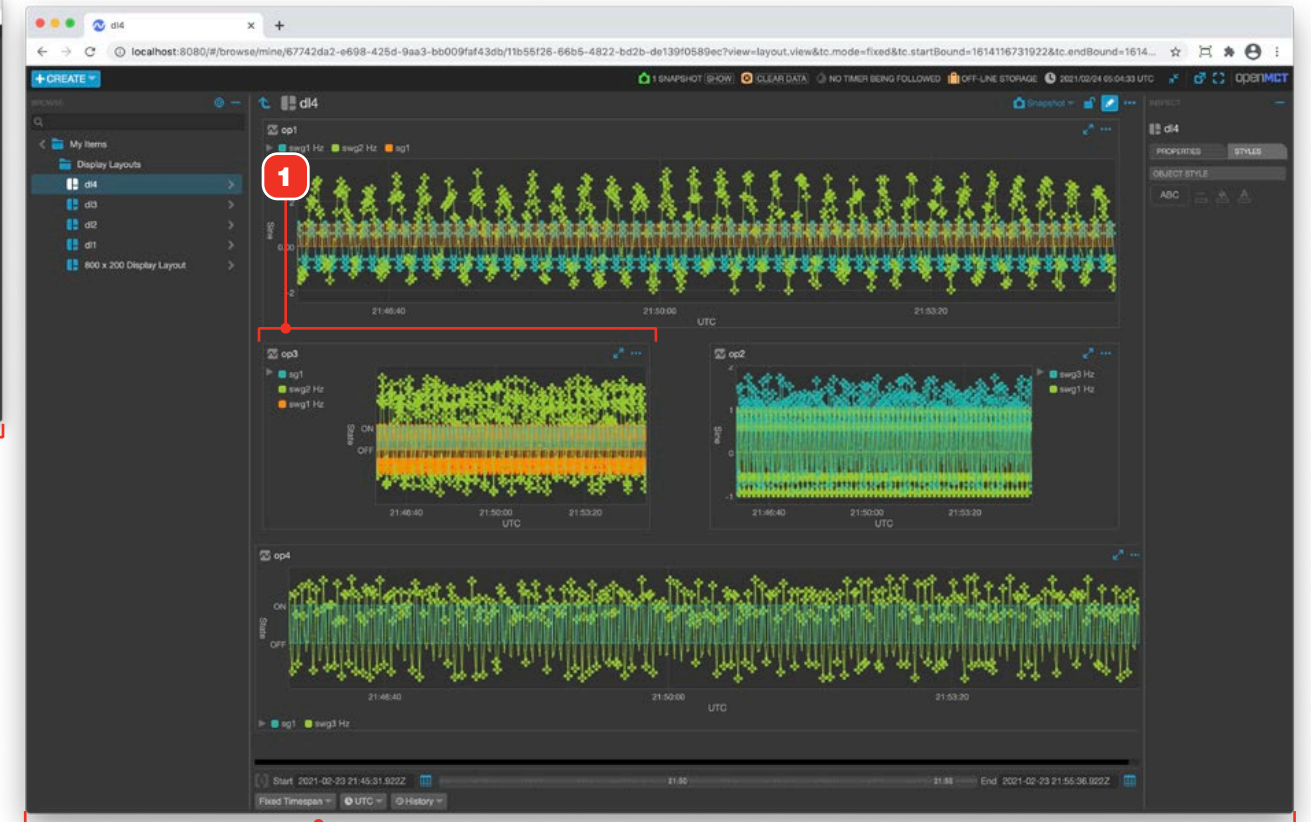 dl4
localhost:8080/#/browse/mine/67742da2-e698-425d-9aa3-bb009faf43db/11b55f26-66b5-4822-bd2b-de139f0589ec?view=layout.view&tc.mode=fixed&tc.startBound=1614116731922&tc.endBound=1614...
+ CREATE
1 SNAPSHOT SHOW CLEAR DATA NO TIMER BEING FOLLOWED OFF-LINE STORAGE 2021/02/24 05:04:33 UTC openMCT
BROWSE
dl4
Snapshot
INSPECT
My Items
Display Layouts
dl4
dl3
dl2
dl1
800 x 200 Display Layout
dl4
PROPERTIES STYLES
OBJECT STYLE
ABC
op1
swg1 Hz swg2 Hz sg1
1
2
Sine
0.00
-2
21:46:40 21:50:00 21:53:20
UTC
op3
sg1
swg2 Hz
swg1 Hz
State
ON
OFF
21:46:40 21:50:00 21:53:20
UTC
op2
swg3 Hz
swg1 Hz
2
1
Sine
0
-1
21:46:40 21:50:00 21:53:20
UTC
op4
State
ON
OFF
21:46:40 21:50:00 21:53:20
UTC
sg1 swg3 Hz
Start 2021-02-23 21:45:31.922Z 21:50 21:55 End 2021-02-23 21:55:36.922Z
Fixed Timespan UTC History